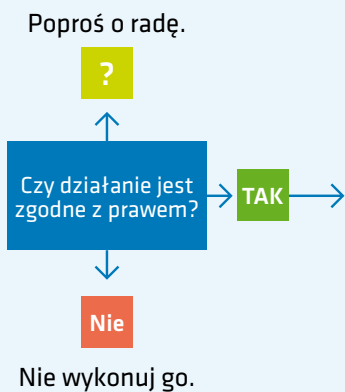 Poproś o radę.
?
Czy działanie jest
zgodne z prawem?
TAK
Nie
Nie wykonuj go.